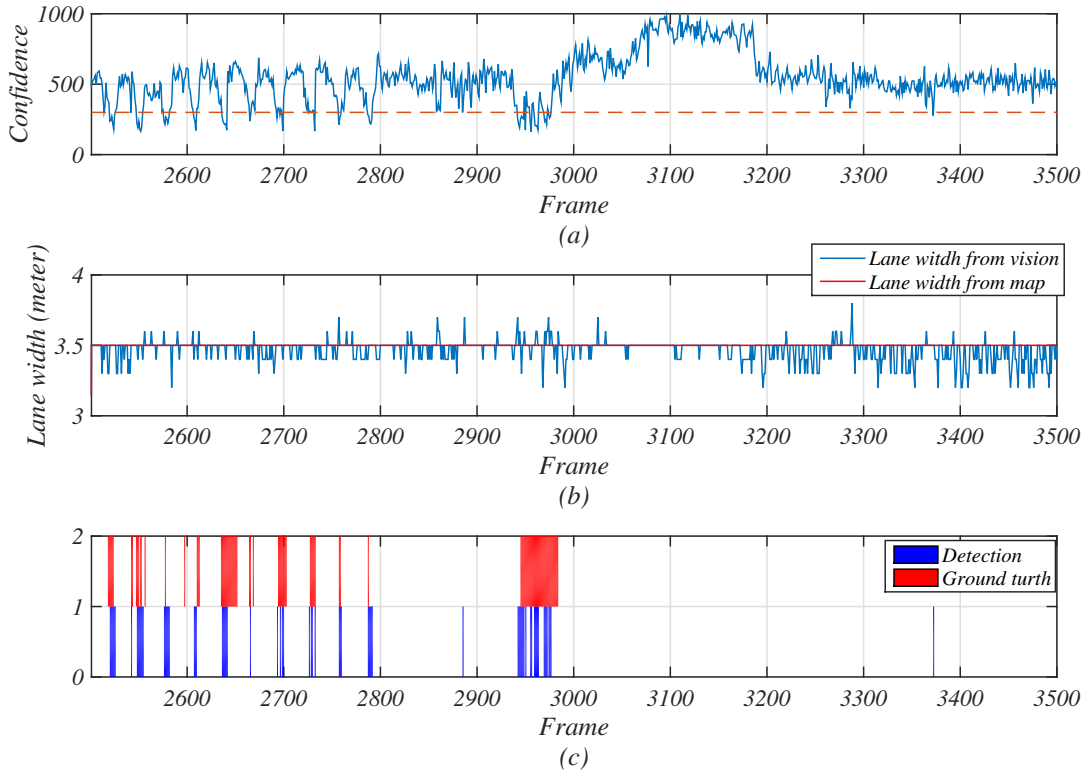 1000
500
0
Confidence
2600 2700 2800 2900 3000 3100 3200 3300 3400 3500
Frame
(a)
Lane witdh from vision
Lane width from map
4
3.5
3
Lane width (meter)
2600 2700 2800 2900 3000 3100 3200 3300 3400 3500
Frame
(b)
Detection
Ground turth
2
1
0
2600 2700 2800 2900 3000 3100 3200 3300 3400 3500
Frame
(c)